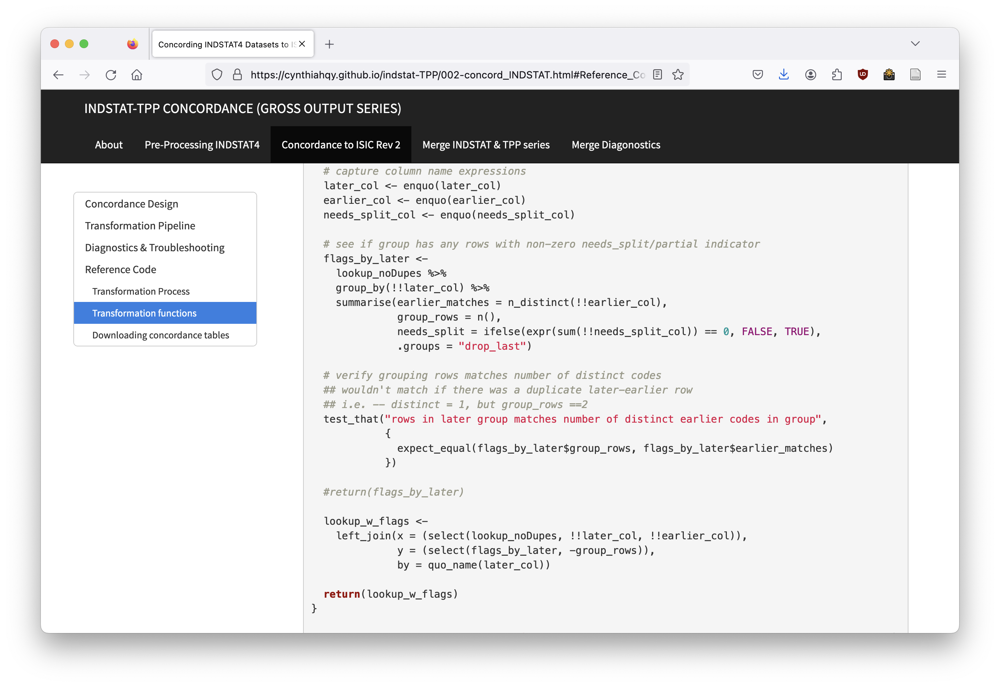 Concording INDSTAT4 Datasets to IS
https://cynthiahqy.github.io/indstat-TPP/002-concord_INDSTAT.html#Reference_Co
INDSTAT-TPP CONCORDANCE (GROSS OUTPUT SERIES)
About Pre-Processing INDSTAT4 Concordance to ISIC Rev 2 Merge INDSTAT & TPP series Merge Diagonostics
Concordance Design
Transformation Pipeline
Diagnostics & Troubleshooting
Reference Code
Transformation Process
Transformation functions
Downloading concordance tables
# capture column name expressions
later_col <- enquo(later_col)
earlier_col <- enquo(earlier_col)
needs_split_col <- enquo(needs_split_col)
# see if group has any rows with non-zero needs_split/partial indicator
flags_by_later <-
lookup_noDupes %>%
group_by(!!later_col) %>%
summarise(earlier_matches = n_distinct(!!earlier_col),
group_rows = n(),
needs_split = ifelse(expr(sum(!!needs_split_col)) == 0, FALSE, TRUE),
.groups = "drop_last")
# verify grouping rows matches number of distinct codes
## wouldn't match if there was a duplicate later-earlier row
## i.e. -- distinct = 1, but group_rows ==2
test_that("rows in later group matches number of distinct earlier codes in group",
{
expect_equal(flags_by_later$group_rows, flags_by_later$earlier_matches)
})
#return(flags_by_later)
lookup_w_flags <-
left_join(x = (select(lookup_noDupes, !!later_col, !!earlier_col)),
y = (select(flags_by_later, -group_rows)),
by = quo_name(later_col))
return(lookup_w_flags)
}